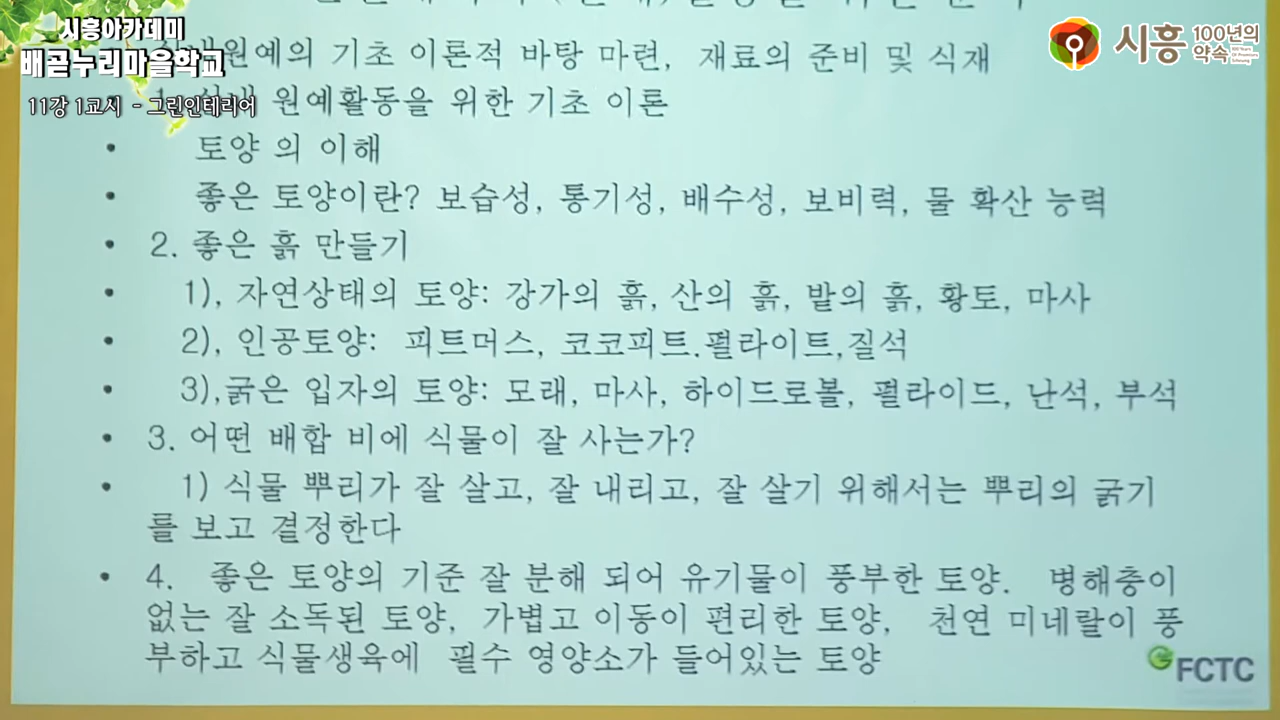 시흥아카데미
배곧누리마을학교
11강 1교시 - 그린인테리어
시흥 100년의 약속
원예의 기초 이론적 바탕 마련, 재료의 준비 및 식재
원예활동을 위한 기초 이론
• 토양 의 이해
• 좋은 토양이란? 보습성, 통기성, 배수성, 보비력, 물 확산 능력
• 2. 좋은 흙 만들기
• 1), 자연상태의 토양: 강가의 흙, 산의 흙, 밭의 흙, 황토, 마사
• 2), 인공토양: 피트머스, 코코피트.펄라이트,질석
• 3),굵은 입자의 토양: 모래, 마사, 하이드로볼, 펄라이드, 난석, 부석
• 3. 어떤 배합 비에 식물이 잘 사는가?
• 1) 식물 뿌리가 잘 살고, 잘 내리고, 잘 살기 위해서는 뿌리의 굵기
를 보고 결정한다
• 4. 좋은 토양의 기준 잘 분해 되어 유기물이 풍부한 토양. 병해충이
없는 잘 소독된 토양, 가볍고 이동이 편리한 토양, 천연 미네랄이 풍
부하고 식물생육에 필수 영양소가 들어있는 토양
FCTC